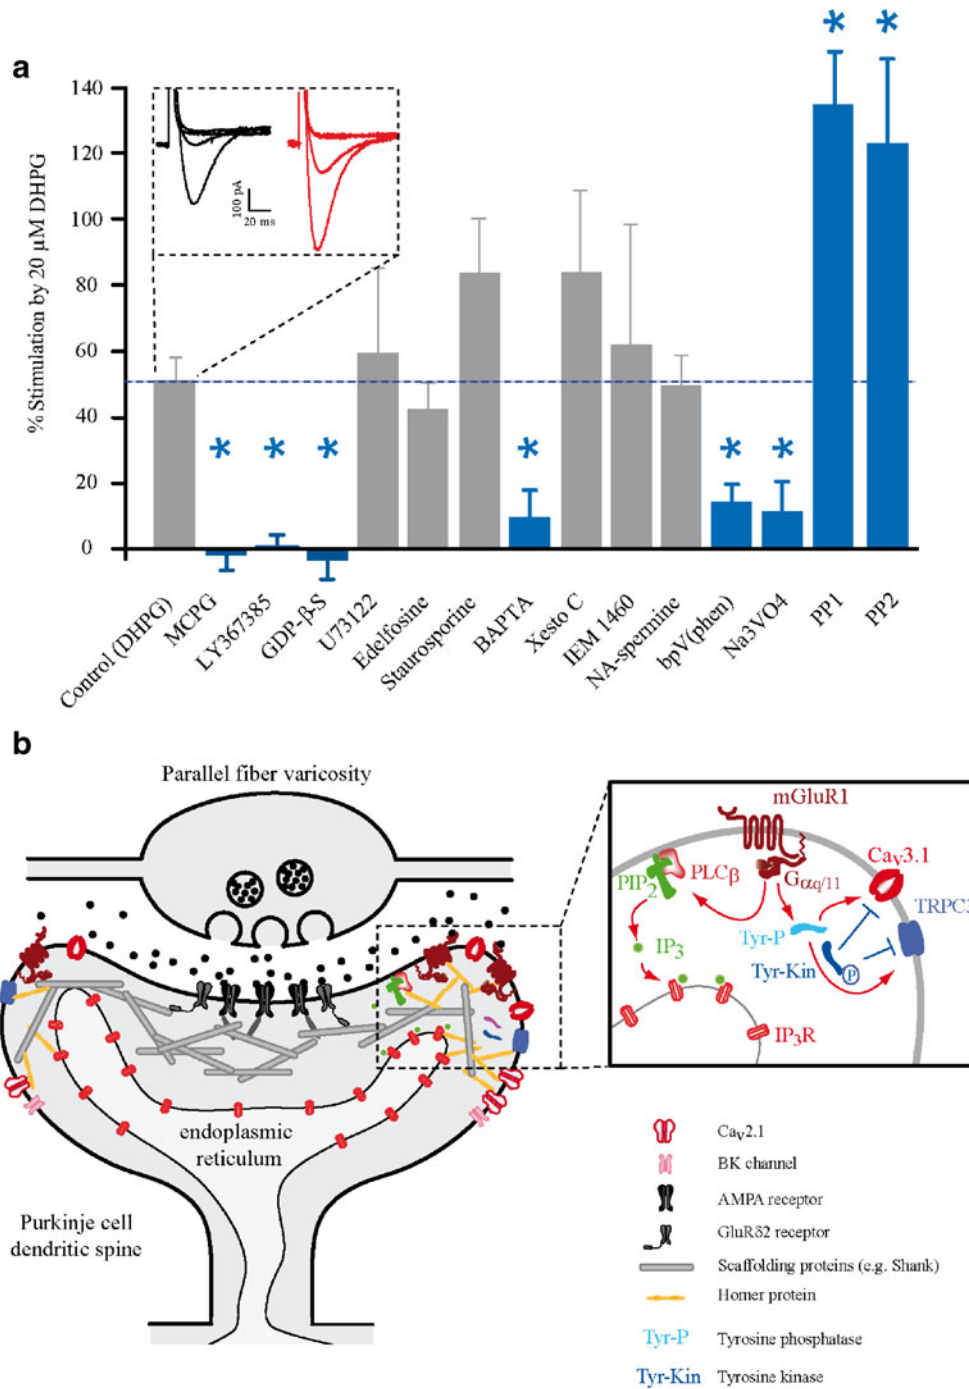 a
% Stimulation by 20 µM DHPG
140
120
100
80
60
40
20
0
100 pA
20 ms
*
*
*
*
*
*
*
*
Control (DHPG)
MCPG
LY367385
GDP-β-S
U73122
Edelfosine
Staurosporine
BAPTA
Xesto C
IEM 1460
NA-spermine
bpV(phen)
Na3VO4
PP1
PP2
b
Parallel fiber varicosity
endoplasmic
reticulum
Purkinje cell
dendritic spine
mGluR1
Cav3.1
PIP2
PLCβ
Gαq/11
TRPC3
Tyr-P
IP3
Tyr-Kin
P
IP3R
Cav2.1
BK channel
AMPA receptor
GluRδ2 receptor
Scaffolding proteins (e.g. Shank)
Homer protein
Tyr-P Tyrosine phosphatase
Tyr-Kin Tyrosine kinase